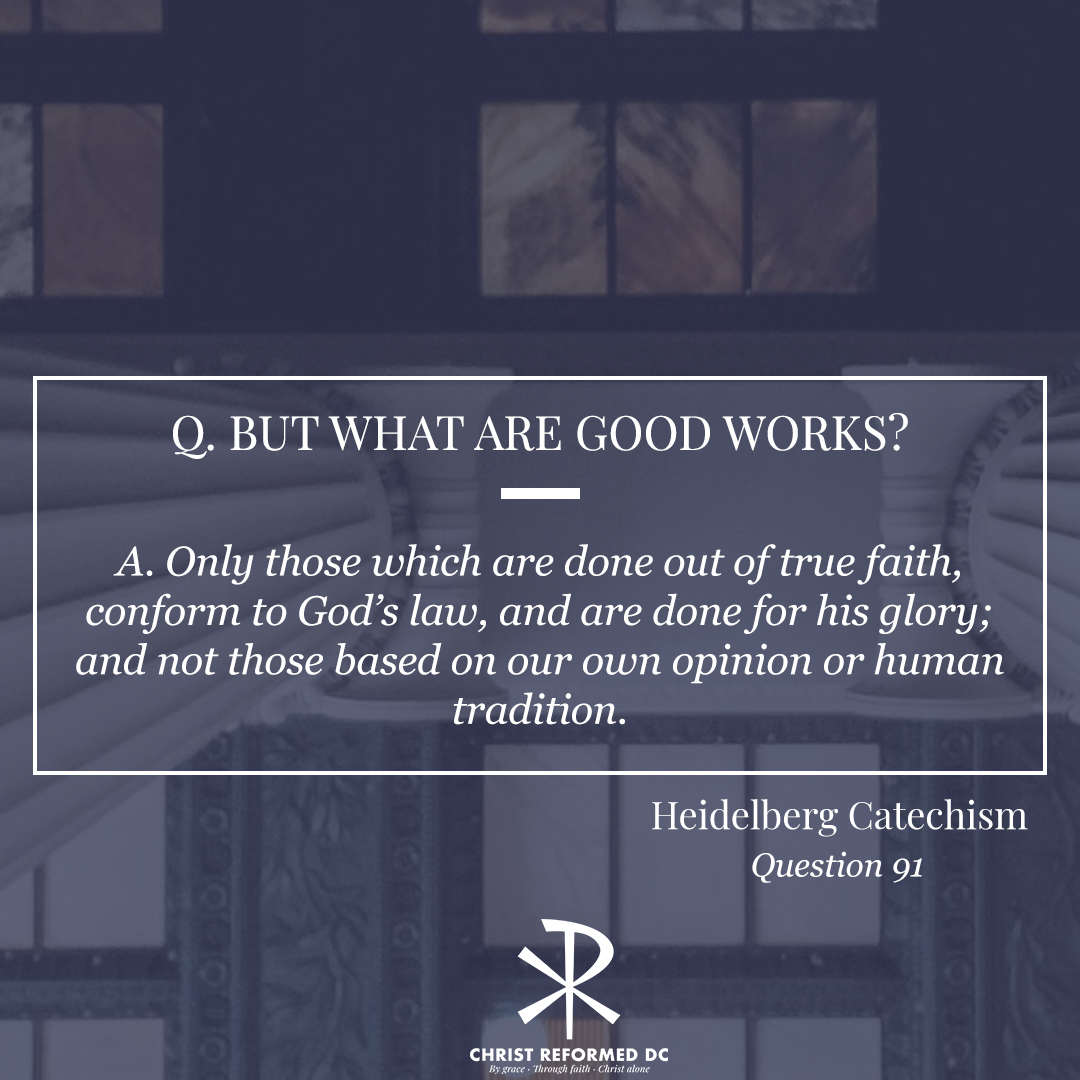 Q. BUT WHAT ARE GOOD WORKS?
A. Only those which are done out of true faith,
conform to God’s law, and are done for his glory;
and not those based on our own opinion or human
tradition.
Heidelberg Catechism
Question 91
CHRIST REFORMED DC
By grace · Through faith · Christ alone